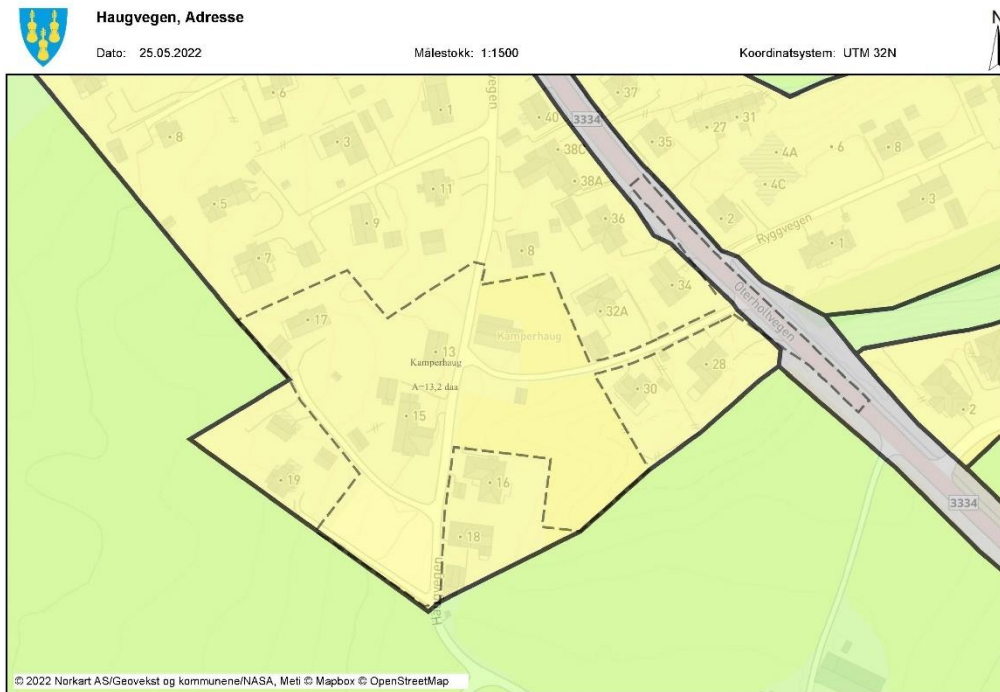 Haugvegen, Adresse
Dato: 25.05.2022 Målestokk: 1:1500 Koordinatsystem: UTM 32N
N
6
1
vegen
40
3334
37
31
27
8
3
38C
35
4A
6
8
38A
4C
5
11
9
36
2
3
Ryggvegen
7
8
1
34
Oterholtvegen
17
32A
Kamperhaug
13
Kamperhaug
28
A=13,2 daa
30
2
15
19
16
3334
18
Haugvegen
© 2022 Norkart AS/Geovekst og kommunene/NASA, Meti © Mapbox © OpenStreetMap